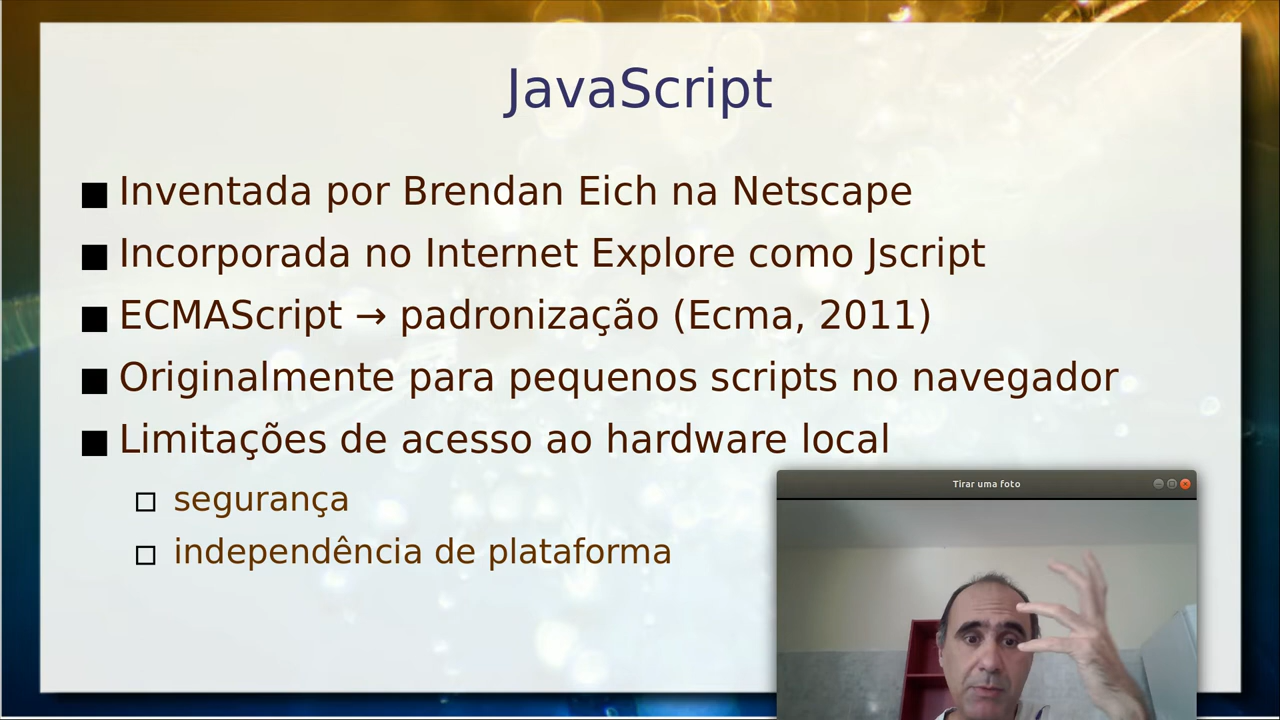 JavaScript
Inventada por Brendan Eich na Netscape
Incorporada no Internet Explore como Jscript
ECMAScript → padronização (Ecma, 2011)
Originalmente para pequenos scripts no navegador
Limitações de acesso ao hardware local
segurança
independência de plataforma
Tirar uma foto